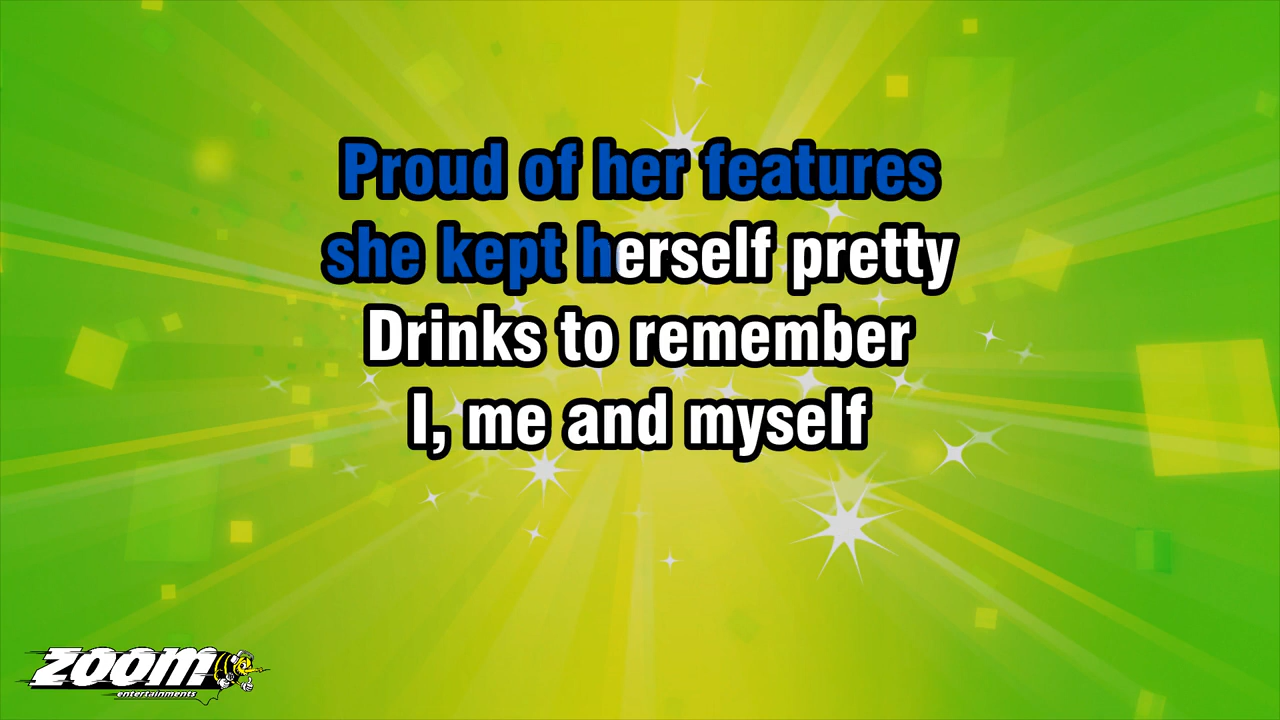 Proud of her features
she kept herself pretty
Drinks to remember
I, me and myself
ZOOM
entertainments